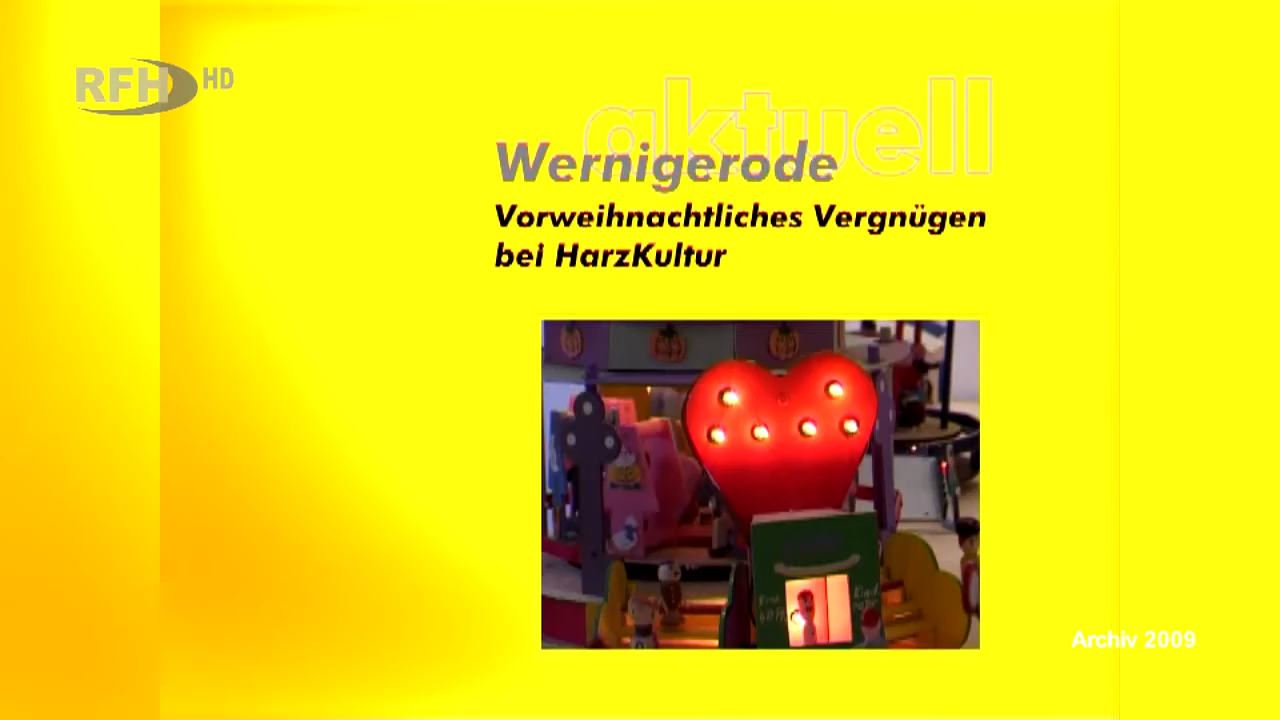 RFH HD
aktuell
Wernigerode
Vorweihnachtliches Vergnügen
bei HarzKultur
Archiv 2009